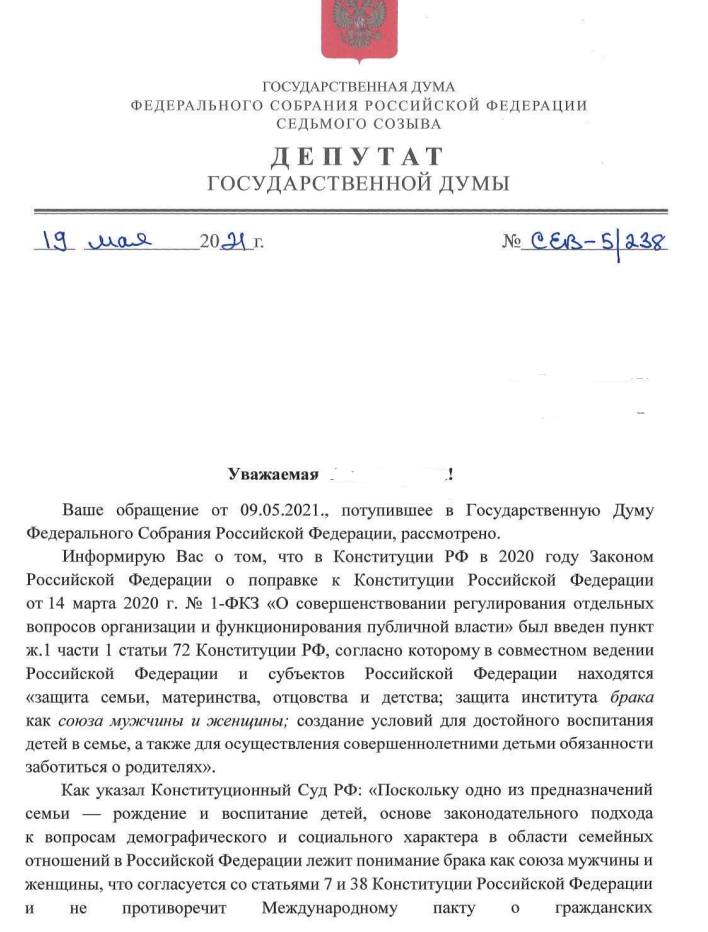 ГОСУДАРСТВЕННАЯ ДУМА
ФЕДЕРАЛЬНОГО СОБРАНИЯ РОССИЙСКОЙ ФЕДЕРАЦИИ
СЕДЬМОГО СОЗЫВА
ДЕПУТАТ
ГОСУДАРСТВЕННОЙ ДУМЫ
19 мая 2021 г. № СЕВ-5/238
Уважаемая !
Ваше обращение от 09.05.2021., потупившее в Государственную Думу
Федерального Собрания Российской Федерации, рассмотрено.
Информирую Вас о том, что в Конституции РФ в 2020 году Законом
Российской Федерации о поправке к Конституции Российской Федерации
от 14 марта 2020 г. № 1-ФКЗ «О совершенствовании регулирования отдельных
вопросов организации и функционирования публичной власти» был введен пункт
ж.1 части 1 статьи 72 Конституции РФ, согласно которому в совместном ведении
Российской Федерации и субъектов Российской Федерации находятся
«защита семьи, материнства, отцовства и детства; защита института брака
как союза мужчины и женщины; создание условий для достойного воспитания
детей в семье, а также для осуществления совершеннолетними детьми обязанности
заботиться о родителях».
Как указал Конституционный Суд РФ: «Поскольку одно из предназначений
семьи — рождение и воспитание детей, основе законодательного подхода
к вопросам демографического и социального характера в области семейных
отношений в Российской Федерации лежит понимание брака как союза мужчины и
женщины, что согласуется со статьями 7 и 38 Конституции Российской Федерации
и не противоречит Международному пакту о гражданских